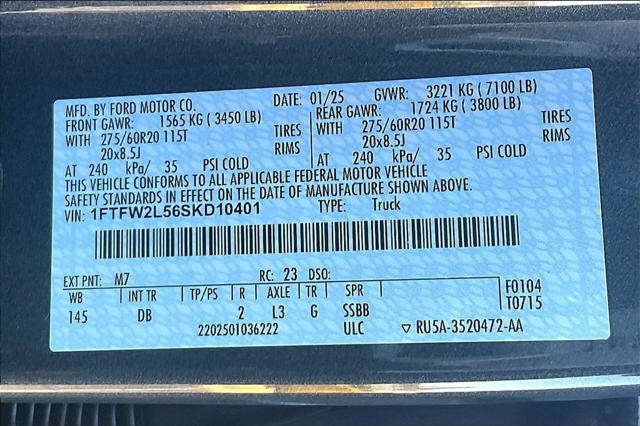 MFD. BY FORD MOTOR CO. DATE: 01/25 GVWR: 3221 KG ( 7100 LB)
FRONT GAWR: 1565 KG ( 3450 LB) REAR GAWR: 1724 KG ( 3800 LB)
WITH 275/60R20 115T TIRES WITH 275/60R20 115T TIRES
20x8.5J RIMS 20x8.5J RIMS
AT 240 kPa/ 35 PSI COLD AT 240 kPa/ 35 PSI COLD
THIS VEHICLE CONFORMS TO ALL APPLICABLE FEDERAL MOTOR VEHICLE
SAFETY STANDARDS IN EFFECT ON THE DATE OF MANUFACTURE SHOWN ABOVE.
VIN: 1FTFW2L56SKD10401 TYPE: Truck
EXT PNT: M7 RC: 23 DSO:
WB INT TR TP/PS R AXLE TR SPR F0104
145 DB 2 L3 G SSBB T0715
2202501036222 ULC ▽ RU5A-3520472-AA